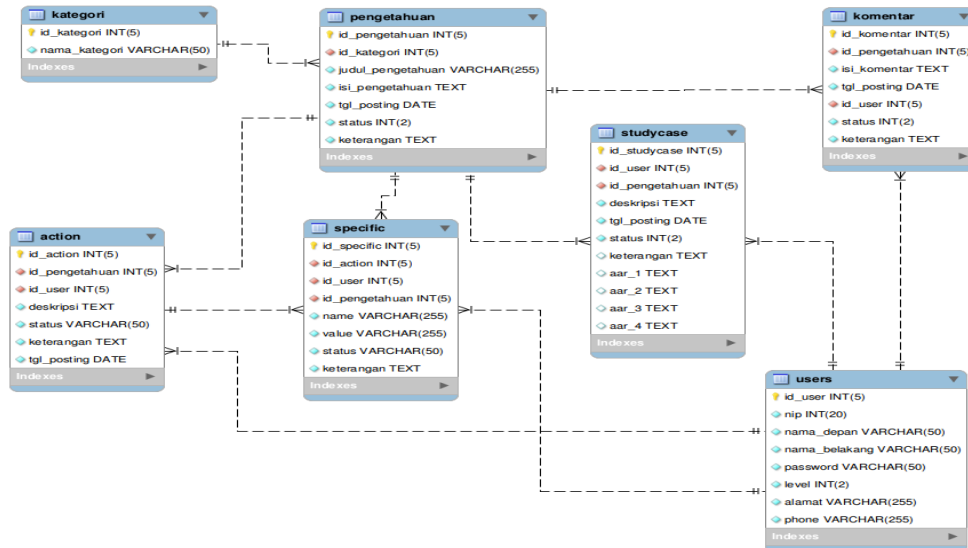 kategori
id_kategori INT(5)
nama_kategori VARCHAR(50)
Indexes
pengetahuan
id_pengetahuan INT(5)
id_kategori INT(5)
judul_pengetahuan VARCHAR(255)
isi_pengetahuan TEXT
tgl_posting DATE
status INT(2)
keterangan TEXT
Indexes
komentar
id_komentar INT(5)
id_pengetahuan INT(5)
isi_komentar TEXT
tgl_posting DATE
id_user INT(5)
status INT(2)
keterangan TEXT
Indexes
studycase
id_studycase INT(5)
id_user INT(5)
id_pengetahuan INT(5)
deskripsi TEXT
tgl_posting DATE
status INT(2)
keterangan TEXT
aar_1 TEXT
aar_2 TEXT
aar_3 TEXT
aar_4 TEXT
Indexes
action
id_action INT(5)
id_pengetahuan INT(5)
id_user INT(5)
deskripsi TEXT
status VARCHAR(50)
keterangan TEXT
tgl_posting DATE
Indexes
specific
id_specific INT(5)
id_action INT(5)
id_user INT(5)
id_pengetahuan INT(5)
name VARCHAR(255)
value VARCHAR(255)
status VARCHAR(50)
keterangan TEXT
Indexes
users
id_user INT(5)
nip INT(20)
nama_depan VARCHAR(50)
nama_belakang VARCHAR(50)
password VARCHAR(50)
level INT(2)
alamat VARCHAR(255)
phone VARCHAR(255)
Indexes